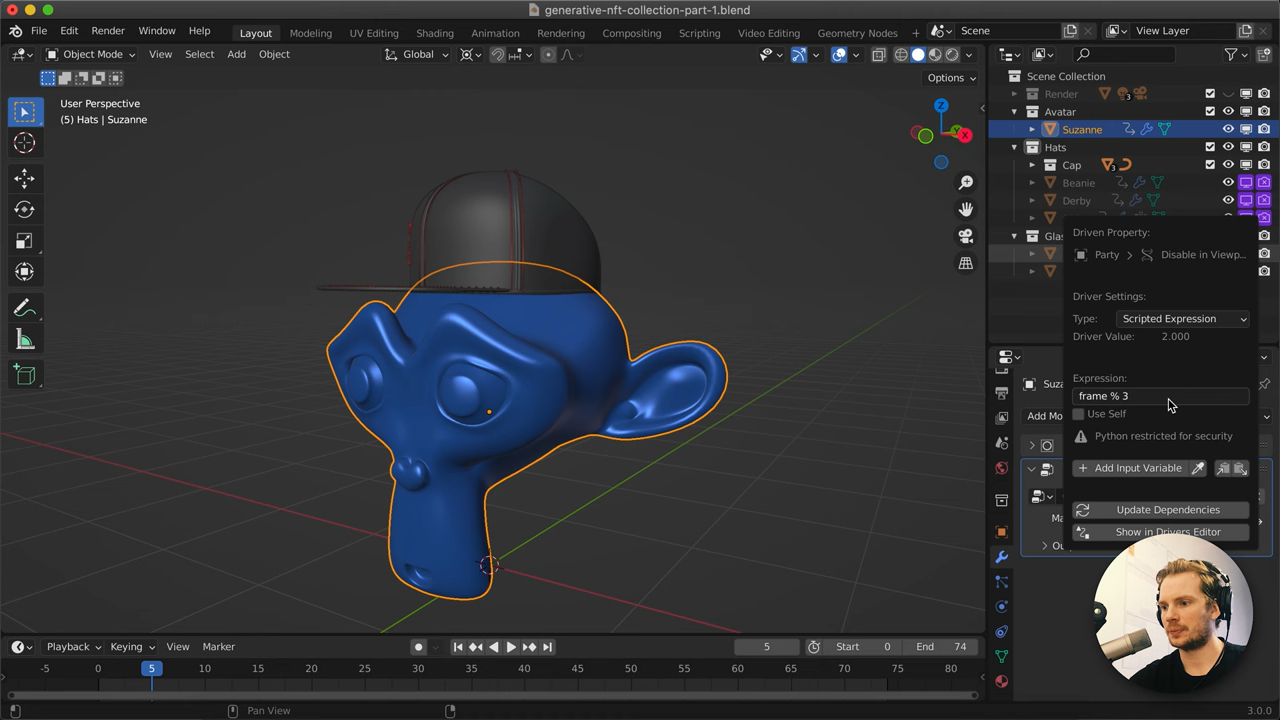 generative-nft-collection-part-1.blend
File Edit Render Window Help Layout Modeling UV Editing Shading Animation Rendering Compositing Scripting Video Editing Geometry Nodes + Scene View Layer
Object Mode View Select Add Object Global
Options
User Perspective
(5) Hats | Suzanne
X
Y
Z
Scene Collection
Render 3
Avatar
Suzanne
Hats
Cap 3
Beanie
Derby
Driven Property:
Party Disable in Viewp...
Driver Settings:
Type: Scripted Expression
Driver Value: 2.000
Expression:
frame % 3
Use Self
Python restricted for security
+ Add Input Variable
Update Dependencies
Show in Drivers Editor
Playback Keying View Marker 5 Start 0 End 74
-5 0 5 10 15 20 25 30 35 40 45 50 55 60 65 70 75 80
Pan View 3.0.0